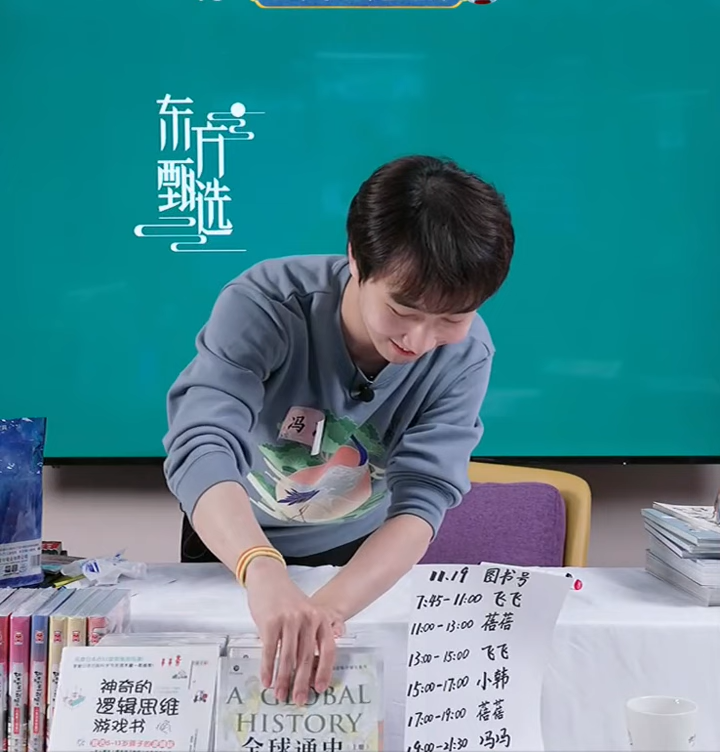 东方
甄选
冯
11.19 图书号
7:45-11:00 飞飞
11:00-13:00 蓓蓓
13:00-15:00 飞飞
15:00-17:00 小韩
17:00-19:00 蓓蓓
19:00-21:30 冯冯
神奇的
逻辑思维
游戏书
A GLOBAL
HISTORY
全球通史